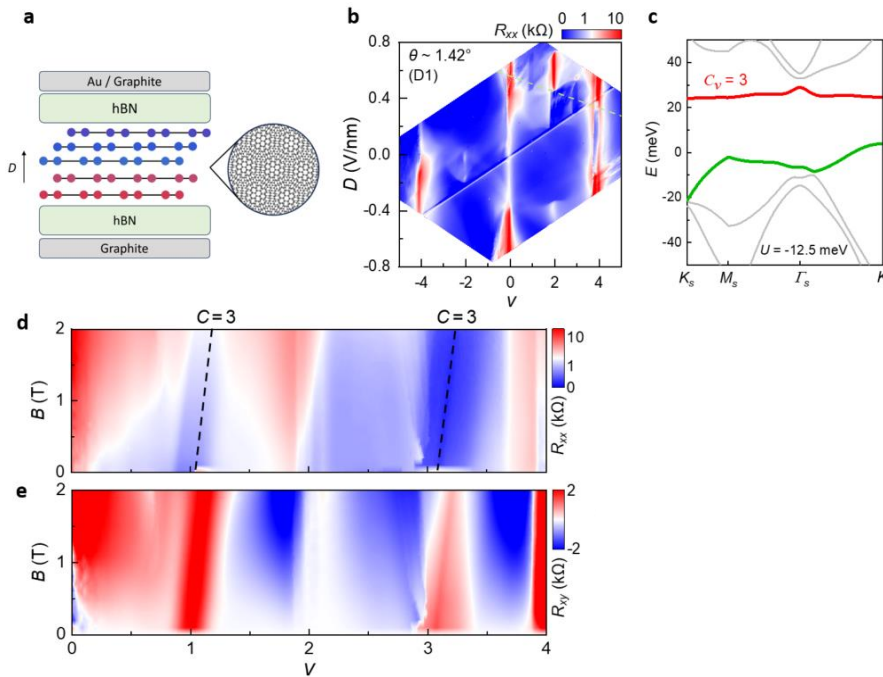 a
Au / Graphite
hBN
D
hBN
Graphite
b
R_xx (kΩ) 0 1 10
θ ~ 1.42°
(D1)
D (V/nm)
0.8
0.4
0.0
-0.4
-0.8
-4 -2 0 2 4
ν
c
C_v = 3
E (meV)
40
20
0
-20
-40
U = -12.5 meV
K_s M_s Γ_s K
d
C = 3 C = 3
B (T)
2
1
0
10
1
0
R_xx (kΩ)
e
B (T)
2
1
0
2
-2
R_xy (kΩ)
0 1 2 3 4
ν